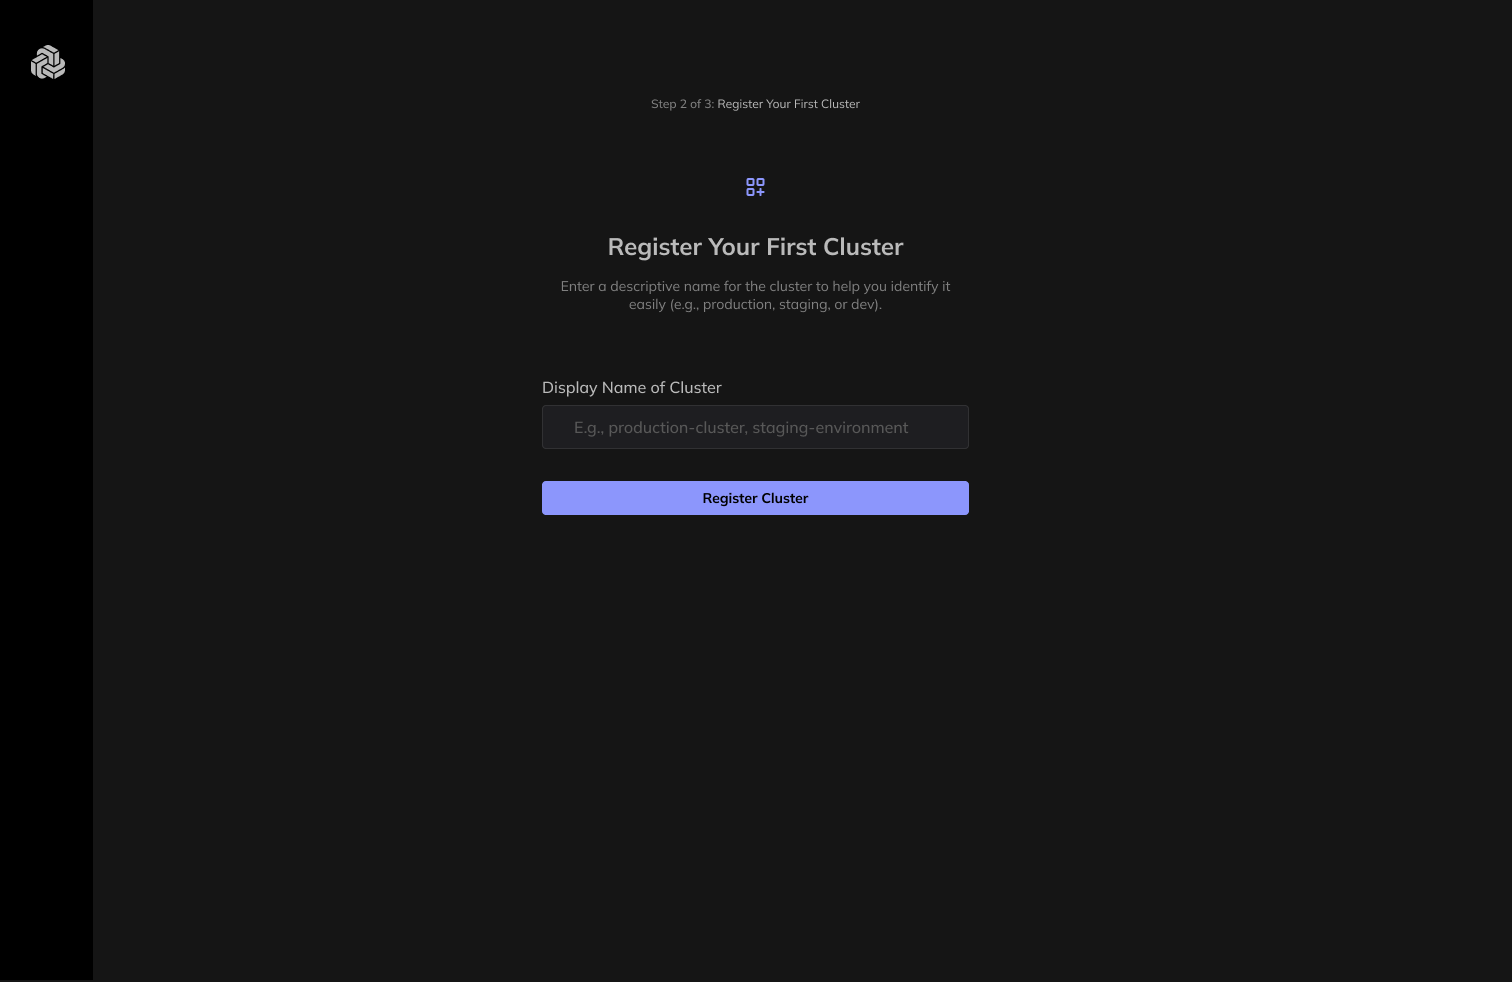 Step 2 of 3: Register Your First Cluster
Register Your First Cluster
Enter a descriptive name for the cluster to help you identify it
easily (e.g., production, staging, or dev).
Display Name of Cluster
E.g., production-cluster, staging-environment
Register Cluster